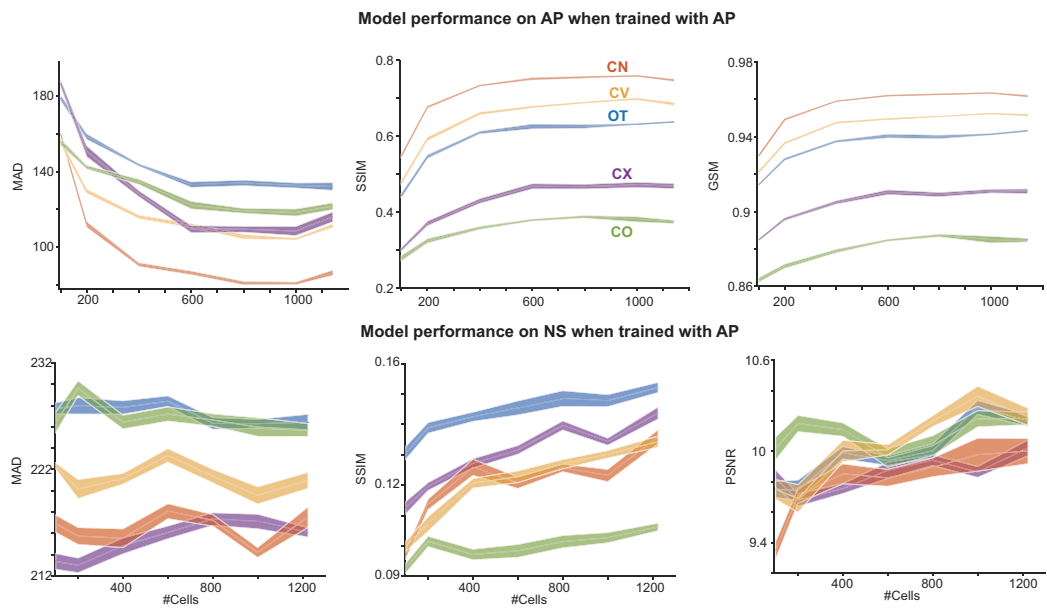 Model performance on AP when trained with AP
MAD
180
140
100
200
600
1000
SSIM
0.8
0.6
0.4
0.2
CN
CV
OT
CX
CO
200
600
1000
GSM
0.98
0.94
0.9
0.86
200
600
1000
Model performance on NS when trained with AP
MAD
232
222
212
400
800
1200
#Cells
SSIM
0.16
0.12
0.09
400
800
1200
#Cells
PSNR
10.6
10
9.4
400
800
1200
#Cells